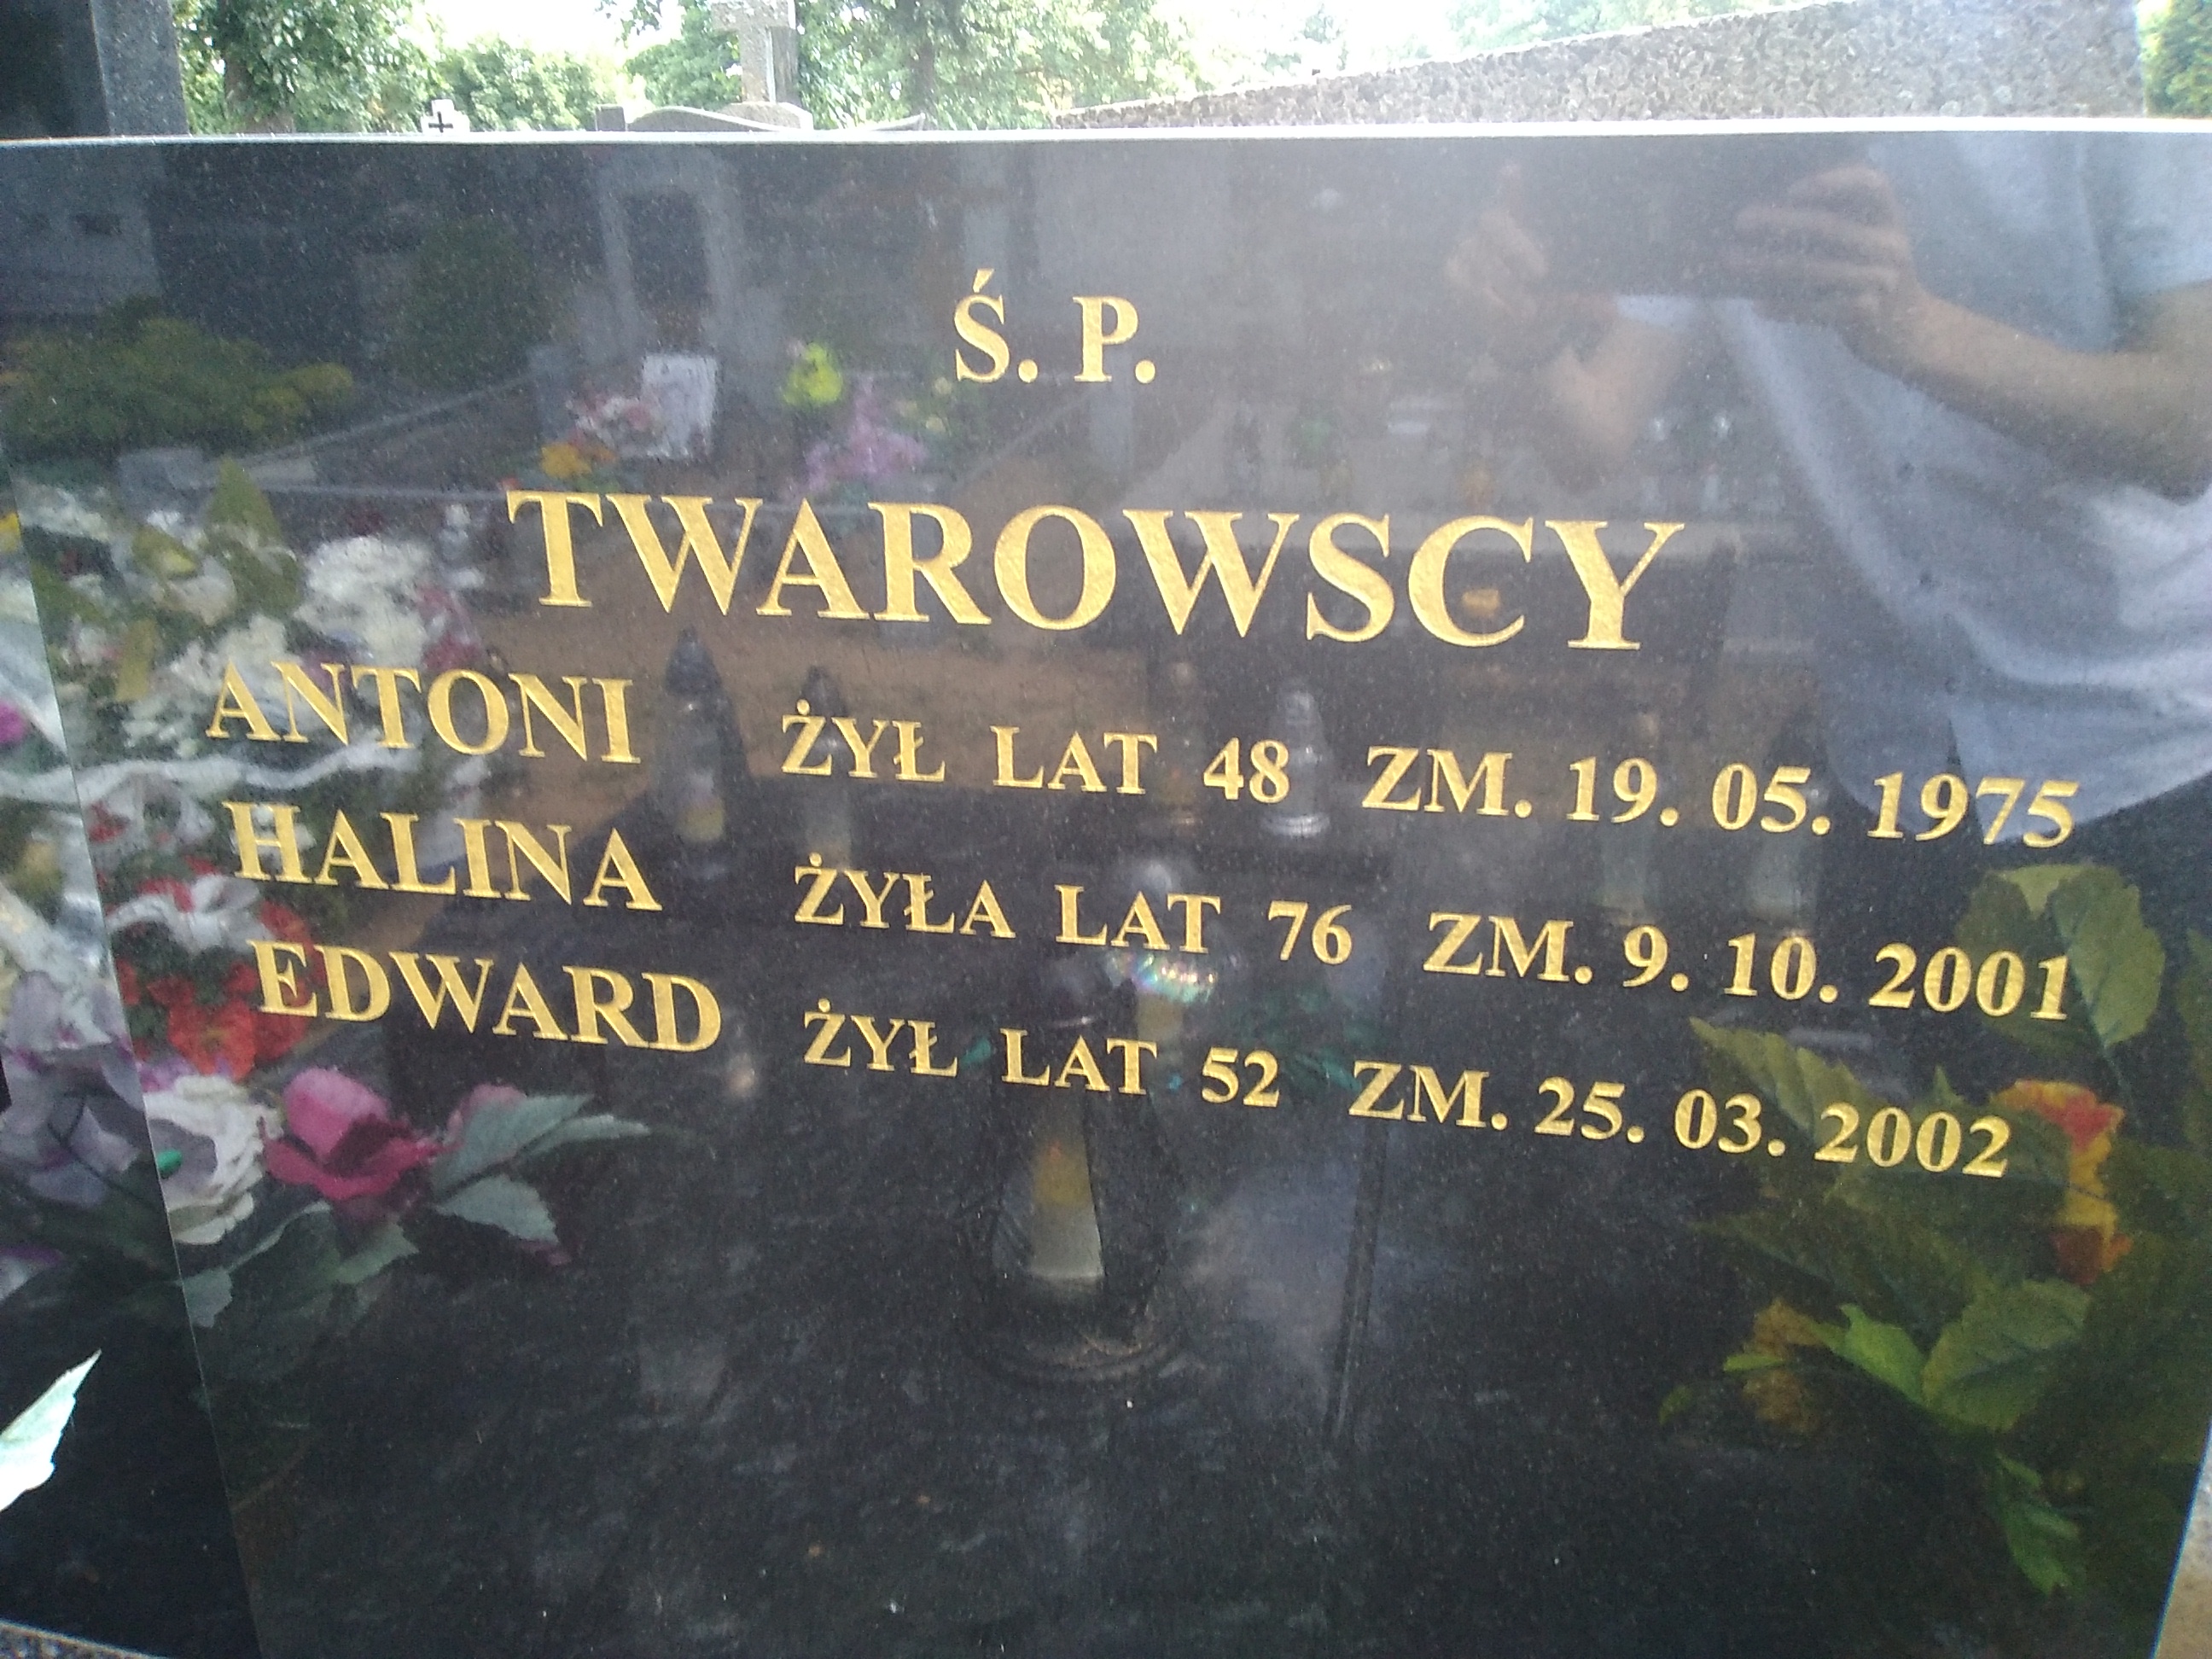 Ś. P.
TWAROWSCY
ANTONI ŻYŁ LAT 48 ZM. 19. 05. 1975
HALINA ŻYŁA LAT 76 ZM. 9. 10. 2001
EDWARD ŻYŁ LAT 52 ZM. 25. 03. 2002